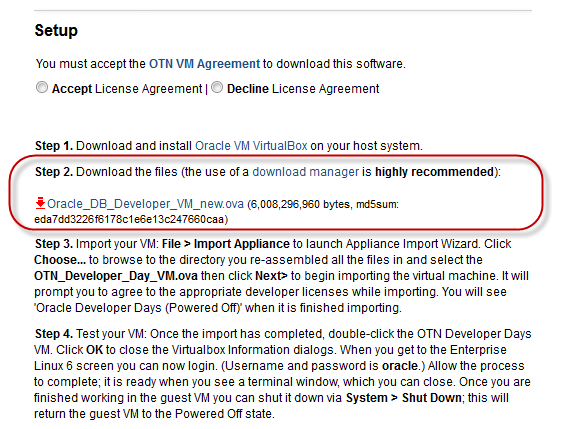 Setup
You must accept the OTN VM Agreement to download this software.
Accept License Agreement | Decline License Agreement
Step 1. Download and install Oracle VM VirtualBox on your host system.
Step 2. Download the files (the use of a download manager is highly recommended):
Oracle_DB_Developer_VM_new.ova (6,008,296,960 bytes, md5sum:
eda7dd3226f6178c1e6e13c247660caa)
Step 3. Import your VM: File > Import Appliance to launch Appliance Import Wizard. Click
Choose... to browse to the directory you re-assembled all the files in and select the
OTN_Developer_Day_VM.ova then click Next> to begin importing the virtual machine. It will
prompt you to agree to the appropriate developer licenses while importing. You will see
'Oracle Developer Days (Powered Off)' when it is finished importing.
Step 4. Test your VM: Once the import has completed, double-click the OTN Developer Days
VM. Click OK to close the Virtualbox Information dialogs. When you get to the Enterprise
Linux 6 screen you can now login. (Username and password is oracle.) Allow the process
to complete; it is ready when you see a terminal window, which you can close. Once you are
finished working in the guest VM you can shut it down via System > Shut Down; this will
return the guest VM to the Powered Off state.